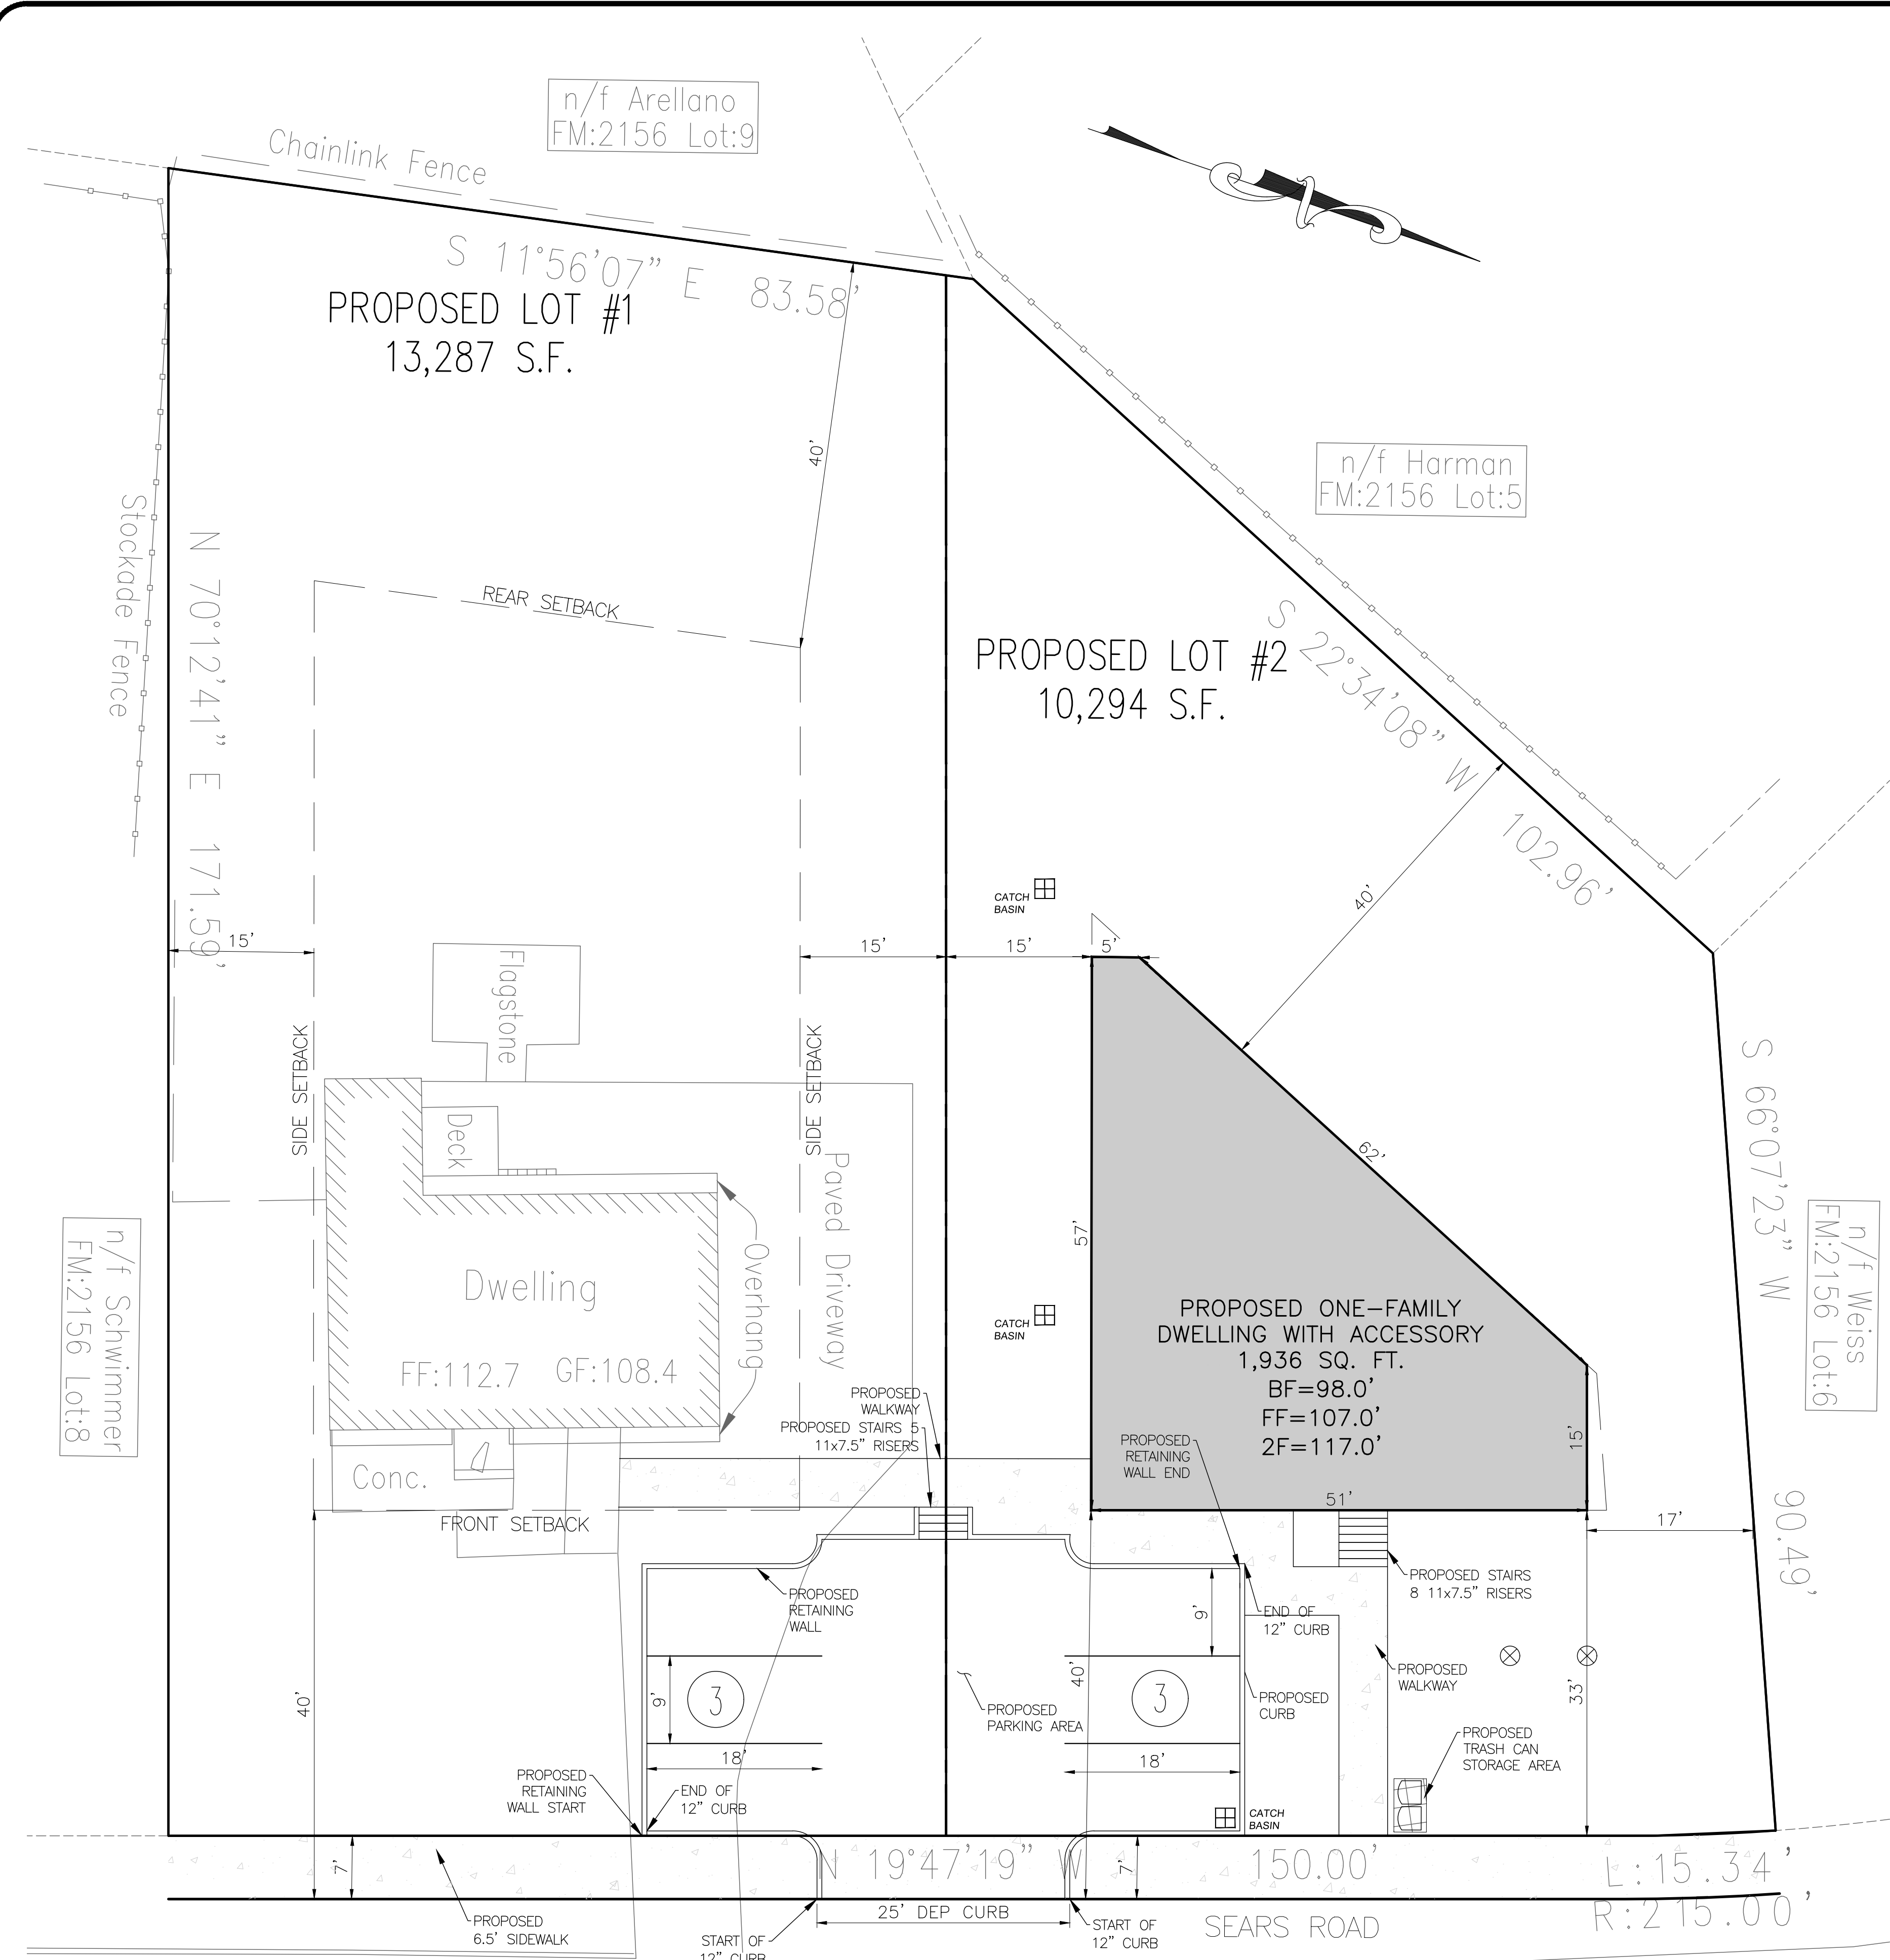 n/f Arellano
FM:2156 Lot:9
Chainlink Fence
S 11°56'07" E 83.58'
PROPOSED LOT #1
13,287 S.F.
40'
n/f Harman
FM:2156 Lot:5
Stockade Fence
N 70°12'41" E 171.59'
REAR SETBACK
PROPOSED LOT #2
10,294 S.F.
S 22°34'08" W 102.96'
40'
CATCH
BASIN
15'
15'
15'
5'
Flagstone
SIDE SETBACK
SIDE SETBACK
Deck
Paved Driveway
Overhang
62'
57'
S 66°07'23" W 90.49'
n/f Schwimmer
FM:2156 Lot:8
n/f Weiss
FM:2156 Lot:6
Dwelling
FF:112.7 GF:108.4
CATCH
BASIN
PROPOSED ONE-FAMILY
DWELLING WITH ACCESSORY
1,936 SQ. FT.
BF=98.0'
FF=107.0'
2F=117.0'
PROPOSED
WALKWAY
PROPOSED STAIRS 5
11x7.5" RISERS
PROPOSED
RETAINING
WALL END
15'
Conc.
51'
FRONT SETBACK
17'
PROPOSED
RETAINING
WALL
9'
END OF
12" CURB
PROPOSED STAIRS
8 11x7.5" RISERS
40'
9'
3
PROPOSED
PARKING AREA
40'
3
PROPOSED
CURB
PROPOSED
WALKWAY
33'
18'
18'
PROPOSED
TRASH CAN
STORAGE AREA
PROPOSED
RETAINING
WALL START
END OF
12" CURB
CATCH
BASIN
7'
N 19°47'19" W 150.00'
7'
L:15.34'
R:215.00'
PROPOSED
6.5' SIDEWALK
25' DEP CURB
START OF
12" CURB
START OF
12" CURB
SEARS ROAD